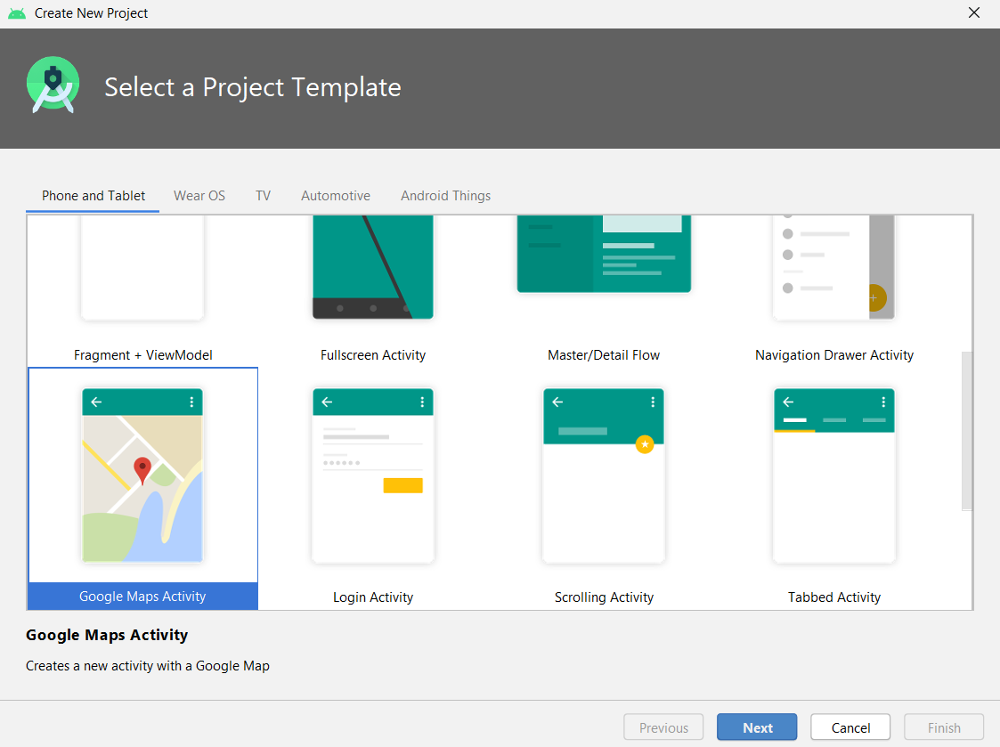 Create New Project
Select a Project Template
Phone and Tablet Wear OS TV Automotive Android Things
Fragment + ViewModel Fullscreen Activity Master/Detail Flow Navigation Drawer Activity
Google Maps Activity Login Activity Scrolling Activity Tabbed Activity
Google Maps Activity
Creates a new activity with a Google Map
Previous Next Cancel Finish